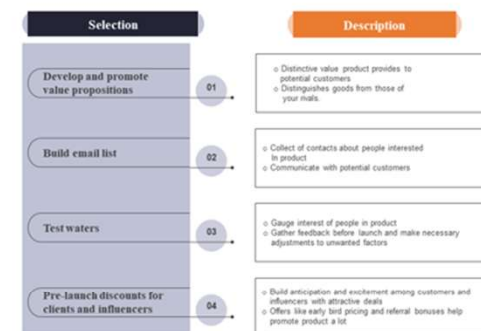 Selection
Description
Develop and promote
value propositions
01
o Distinctive value product provides to
potential customers
o Distinguishes goods from those of
your rivals.
Build email list
02
o Collect of contacts about people interested
In product
o Communicate with potential customers
Test waters
03
o Gauge interest of people in product
o Gather feedback before launch and make necessary
adjustments to unwanted factors
Pre-launch discounts for
clients and influencers
04
o Build anticipation and excitement among customers and
influencers with attractive deals
o Offers like early bird pricing and referral bonuses help
promote product a lot